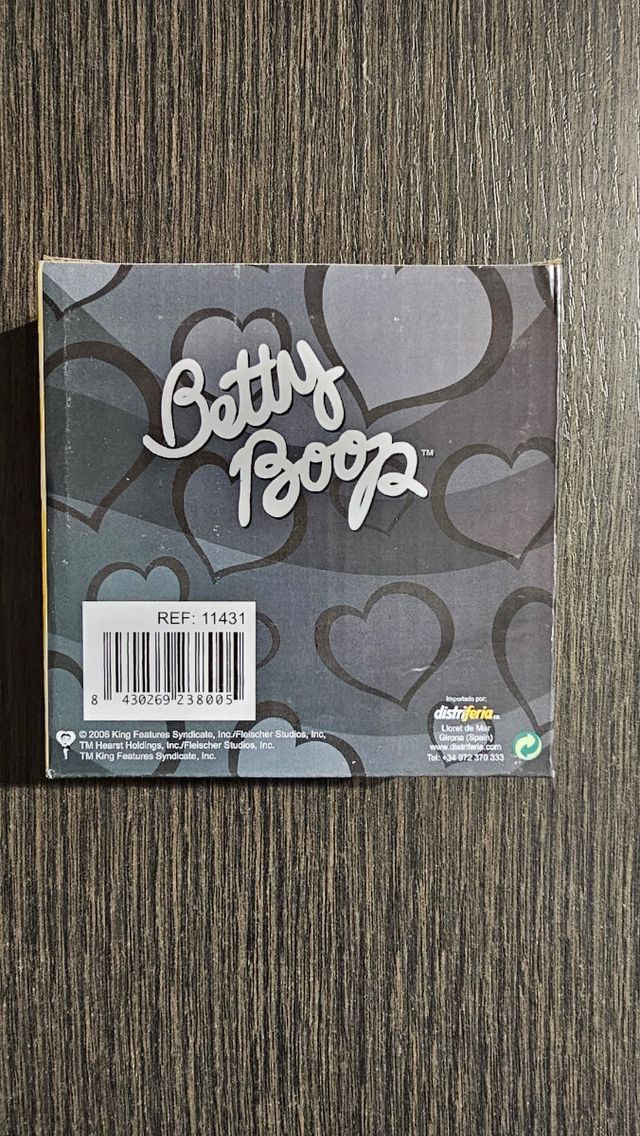 Betty
Boop™
REF: 11431
8 430269 238005
© 2006 King Features Syndicate, Inc./Fleischer Studios, Inc,
TM Hearst Holdings, Inc./Fleischer Studios, Inc.
TM King Features Syndicate, Inc.
Importado por:
distriferia
Lloret de Mar
Girona (Spain)
www.distriferia.com
Tel: +34 972 370 333